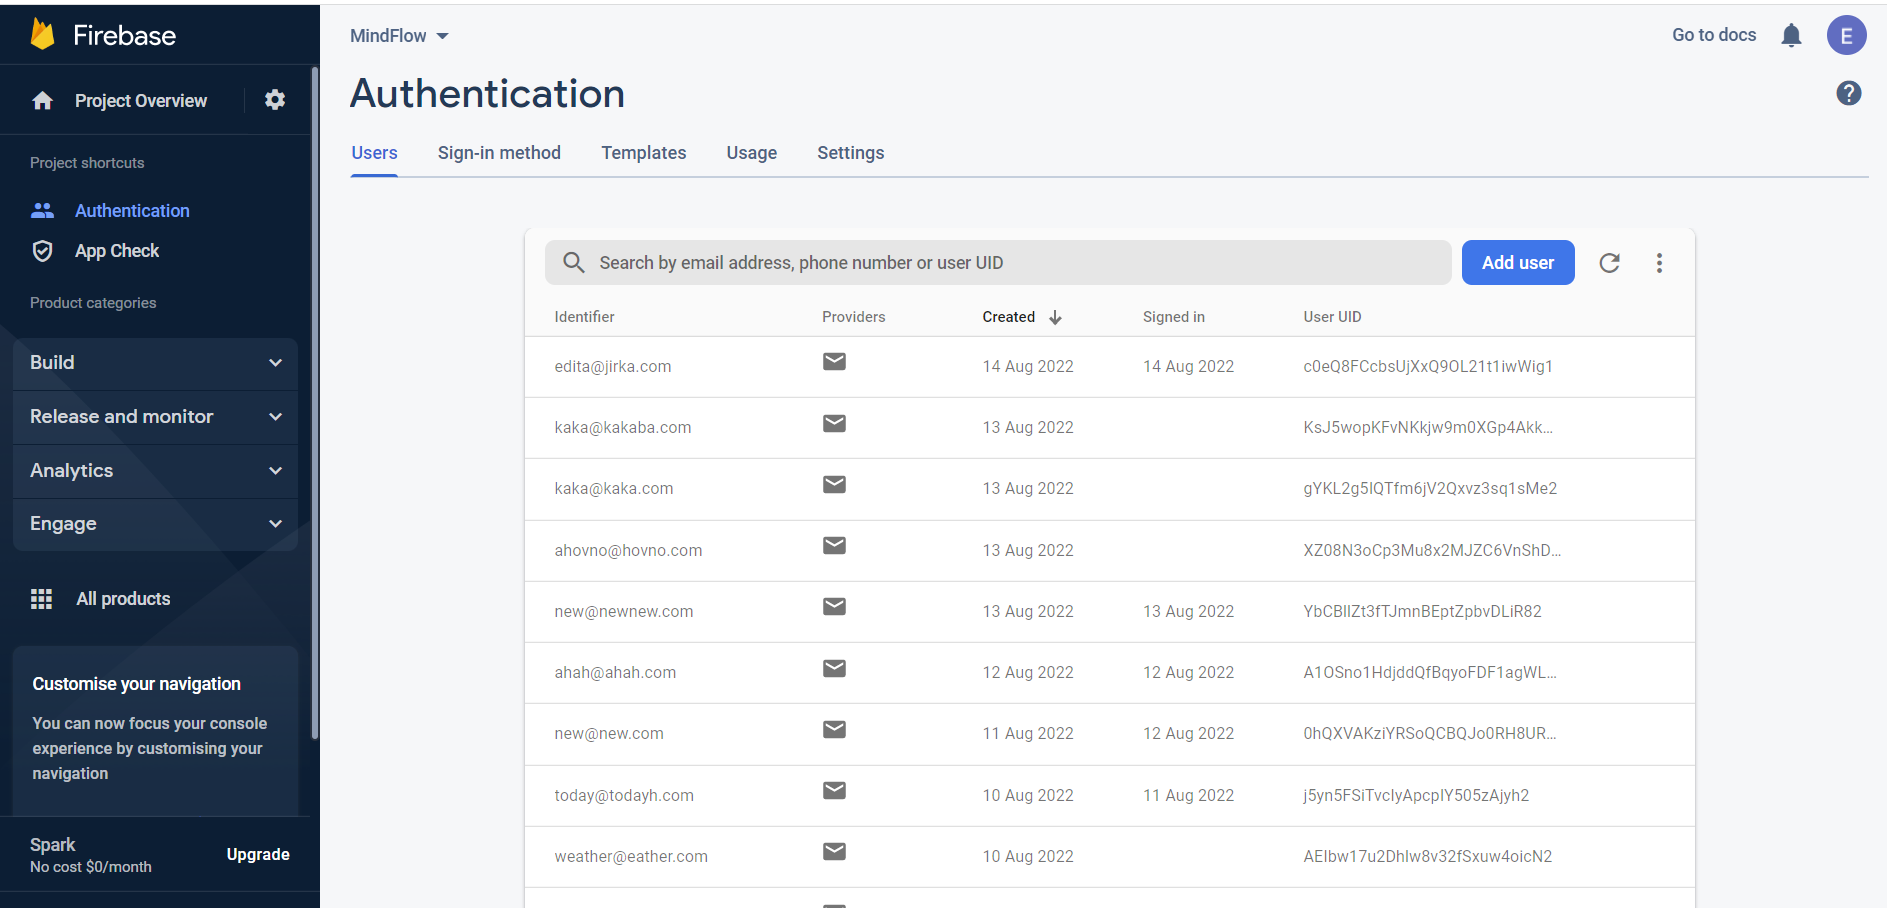 Firebase
Project Overview
Project shortcuts
Authentication
App Check
Product categories
Build
Release and monitor
Analytics
Engage
All products
Customise your navigation
You can now focus your console
experience by customising your
navigation
Spark
No cost $0/month
Upgrade
MindFlow
Go to docs
E
Authentication
Users Sign-in method Templates Usage Settings
Search by email address, phone number or user UID
Add user
Identifier Providers Created Signed in User UID
edita@jirka.com 14 Aug 2022 14 Aug 2022 c0eQ8FCcbsUjXxQ9OL21t1iwWig1
kaka@kakaba.com 13 Aug 2022 KsJ5wopKFvNKkjw9m0XGp4Akk...
kaka@kaka.com 13 Aug 2022 gYKL2g5IQTfm6jV2Qxvz3sq1sMe2
ahovno@hovno.com 13 Aug 2022 XZ08N3oCp3Mu8x2MJZC6VnShD...
new@newnew.com 13 Aug 2022 13 Aug 2022 YbCBIlZt3fTJmnBEptZpbvDLiR82
ahah@ahah.com 12 Aug 2022 12 Aug 2022 A1OSno1HdjddQfBqyoFDF1agWL...
new@new.com 11 Aug 2022 12 Aug 2022 0hQXVAKziYRSoQCBQJo0RH8UR...
today@todayh.com 10 Aug 2022 11 Aug 2022 j5yn5FSiTvcIyApcpIY505zAjyh2
weather@eather.com 10 Aug 2022 AEIbw17u2Dhlw8v32fSxuw4oicN2